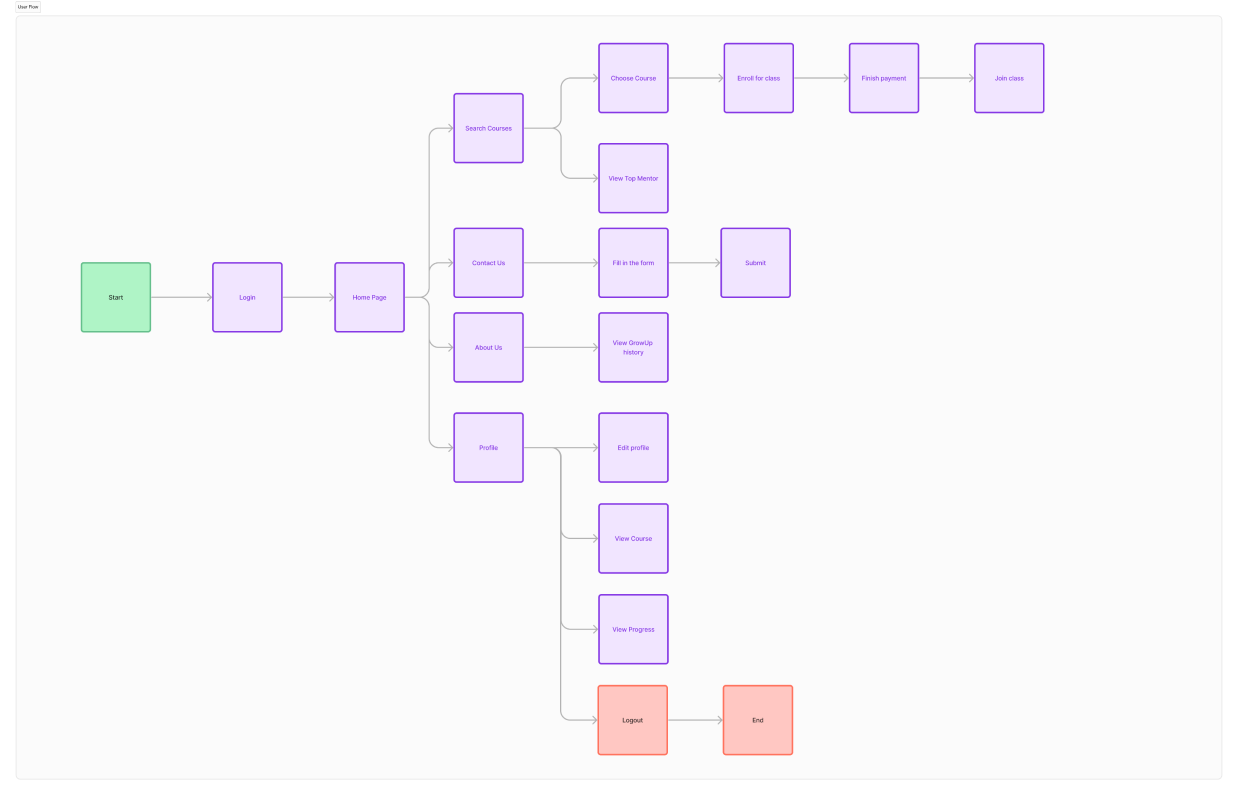 User Flow
Choose Course
Enroll for class
Finish payment
Join class
Search Courses
View Top Mentor
Contact Us
Fill in the form
Submit
Start
Login
Home Page
About Us
View GrowUp
history
Profile
Edit profile
View Course
View Progress
Logout
End